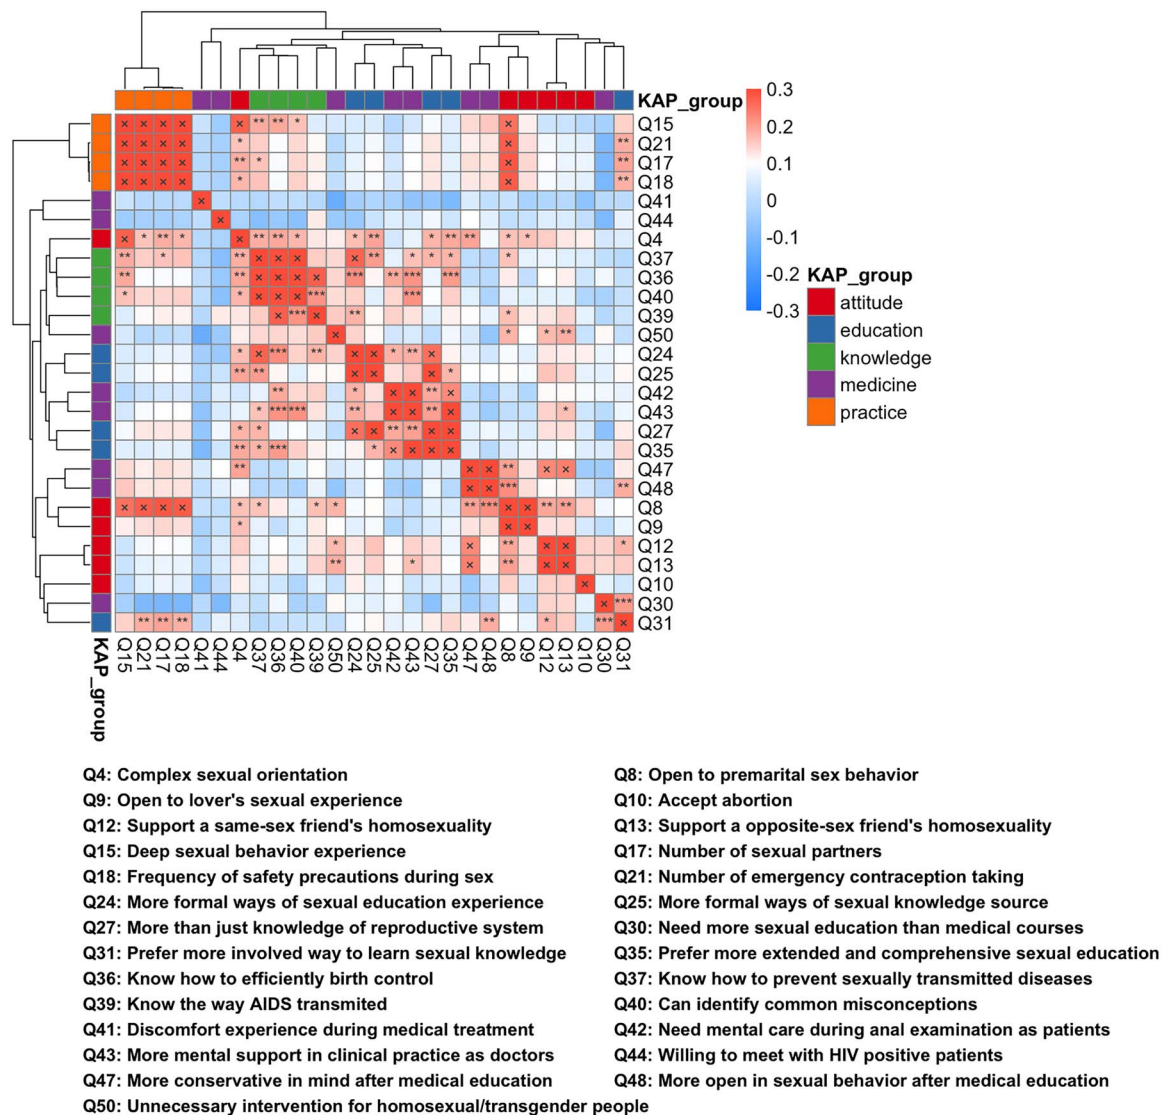 KAP_group
Q15
Q21
Q17
Q18
Q41
Q44
Q4
Q37
Q36
Q40
Q39
Q50
Q24
Q25
Q42
Q43
Q27
Q35
Q47
Q48
Q8
Q9
Q12
Q13
Q10
Q30
Q31
0.3
0.2
0.1
0
-0.1
-0.2
-0.3
KAP_group
attitude
education
knowledge
medicine
practice
KAP_group
Q15 Q21 Q17 Q18 Q41 Q44 Q4 Q37 Q36 Q40 Q39 Q50 Q24 Q25 Q42 Q43 Q27 Q35 Q47 Q48 Q8 Q9 Q12 Q13 Q10 Q30 Q31
Q4: Complex sexual orientation
Q8: Open to premarital sex behavior
Q9: Open to lover's sexual experience
Q10: Accept abortion
Q12: Support a same-sex friend's homosexuality
Q13: Support a opposite-sex friend's homosexuality
Q15: Deep sexual behavior experience
Q17: Number of sexual partners
Q18: Frequency of safety precautions during sex
Q21: Number of emergency contraception taking
Q24: More formal ways of sexual education experience
Q25: More formal ways of sexual knowledge source
Q27: More than just knowledge of reproductive system
Q30: Need more sexual education than medical courses
Q31: Prefer more involved way to learn sexual knowledge
Q35: Prefer more extended and comprehensive sexual education
Q36: Know how to efficiently birth control
Q37: Know how to prevent sexually transmitted diseases
Q39: Know the way AIDS transmited
Q40: Can identify common misconceptions
Q41: Discomfort experience during medical treatment
Q42: Need mental care during anal examination as patients
Q43: More mental support in clinical practice as doctors
Q44: Willing to meet with HIV positive patients
Q47: More conservative in mind after medical education
Q48: More open in sexual behavior after medical education
Q50: Unnecessary intervention for homosexual/transgender people